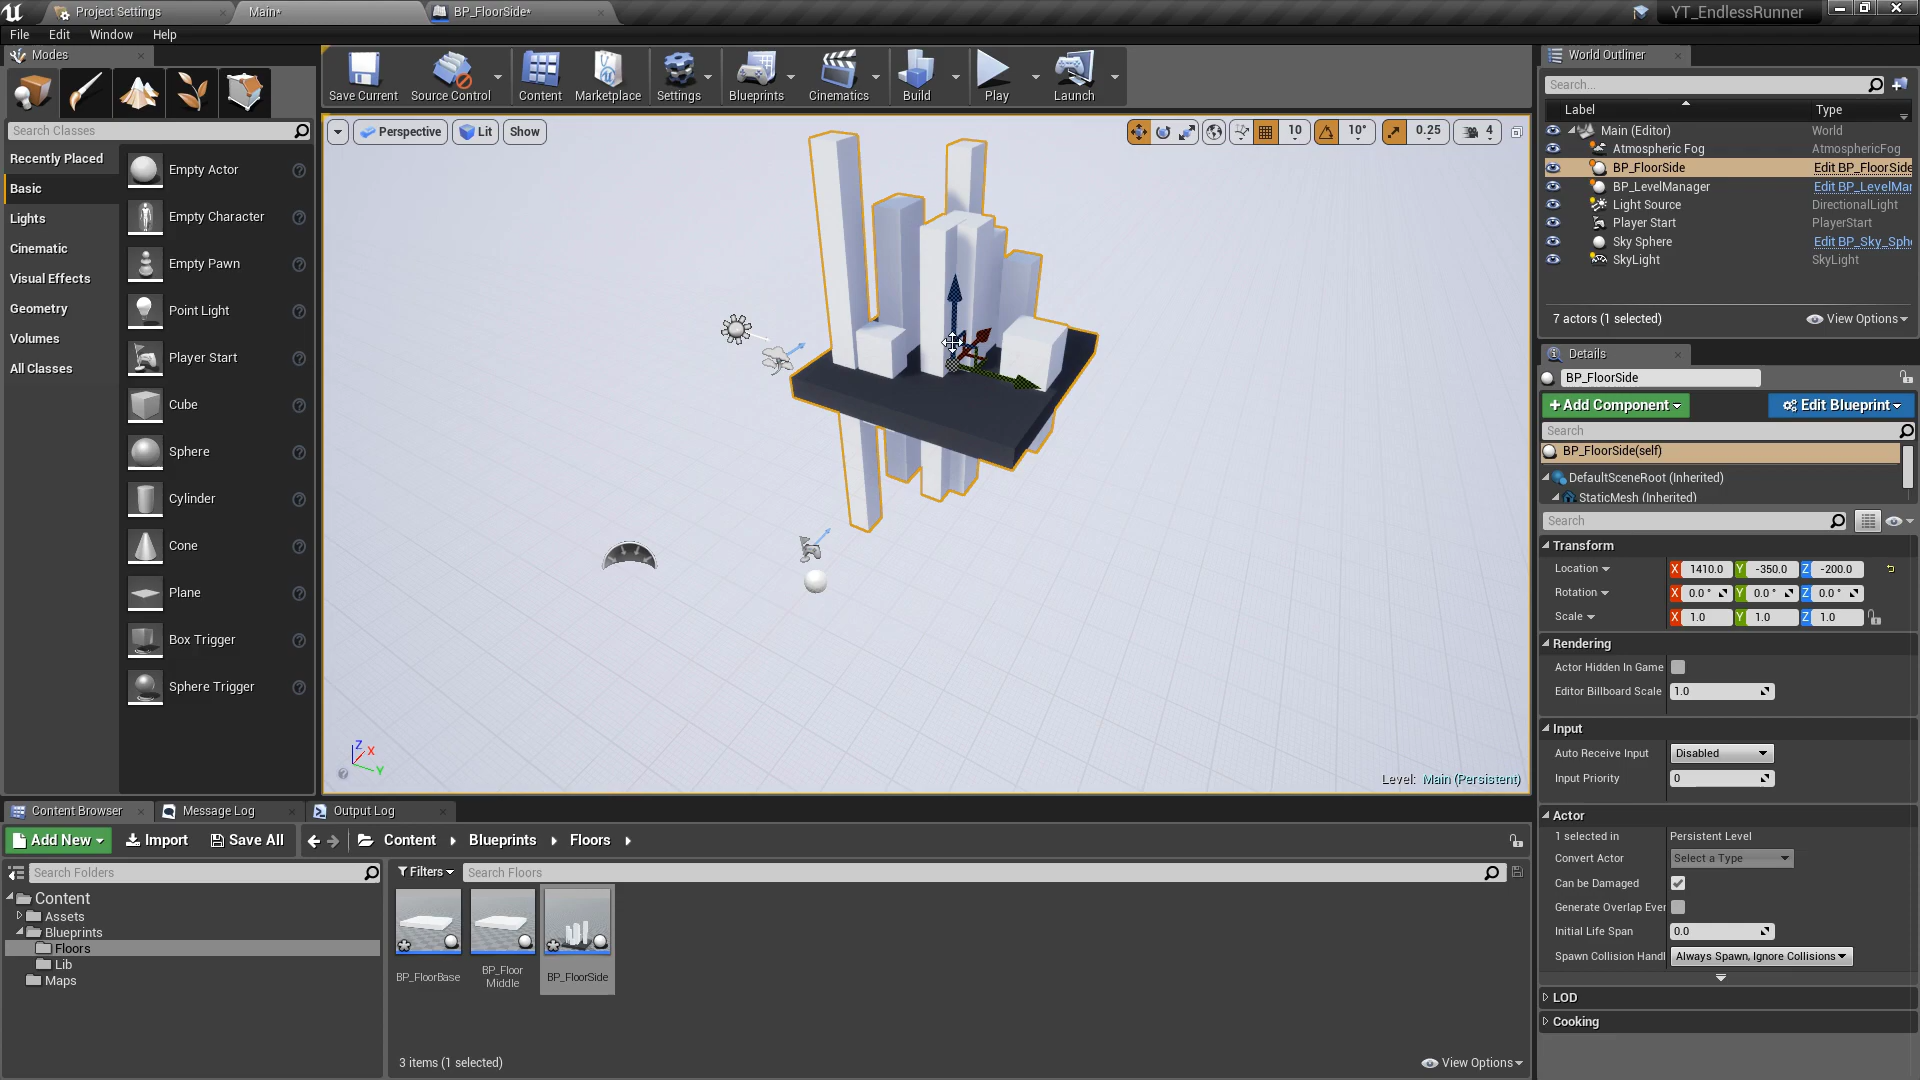 Project Settings
Main*
BP_FloorSide*
YT_EndlessRunner
File
Edit
Window
Help
Modes
Search Classes
Recently Placed
Basic
Lights
Cinematic
Visual Effects
Geometry
Volumes
All Classes
Empty Actor
Empty Character
Empty Pawn
Point Light
Player Start
Cube
Sphere
Cylinder
Cone
Plane
Box Trigger
Sphere Trigger
Save Current
Source Control
Content
Marketplace
Settings
Blueprints
Cinematics
Build
Play
Launch
Perspective
Lit
Show
10
10°
0.25
4
Z
X
Y
Level: Main (Persistent)
World Outliner
Search...
Label
Type
Main (Editor)
World
Atmospheric Fog
AtmosphericFog
BP_FloorSide
Edit BP_FloorSide
BP_LevelManager
Edit BP_LevelMar
Light Source
DirectionalLight
Player Start
PlayerStart
Sky Sphere
Edit BP_Sky_Sph
SkyLight
SkyLight
7 actors (1 selected)
View Options
Details
BP_FloorSide
+Add Component
Edit Blueprint
Search
BP_FloorSide(self)
DefaultSceneRoot (Inherited)
StaticMesh (Inherited)
Search
Transform
Location
X 1410.0 Y -350.0 Z -200.0
Rotation
X 0.0 ° Y 0.0 ° Z 0.0 °
Scale
X 1.0 Y 1.0 Z 1.0
Rendering
Actor Hidden In Game
Editor Billboard Scale
1.0
Input
Auto Receive Input
Disabled
Input Priority
0
Actor
1 selected in
Persistent Level
Convert Actor
Select a Type
Can be Damaged
Generate Overlap Ever
Initial Life Span
0.0
Spawn Collision Handl
Always Spawn, Ignore Collisions
LOD
Cooking
Content Browser
Message Log
Output Log
Add New
Import
Save All
Content
Blueprints
Floors
Search Folders
Filters
Search Floors
Content
Assets
Blueprints
Floors
Lib
Maps
BP_FloorBase
BP_Floor
Middle
BP_FloorSide
3 items (1 selected)
View Options